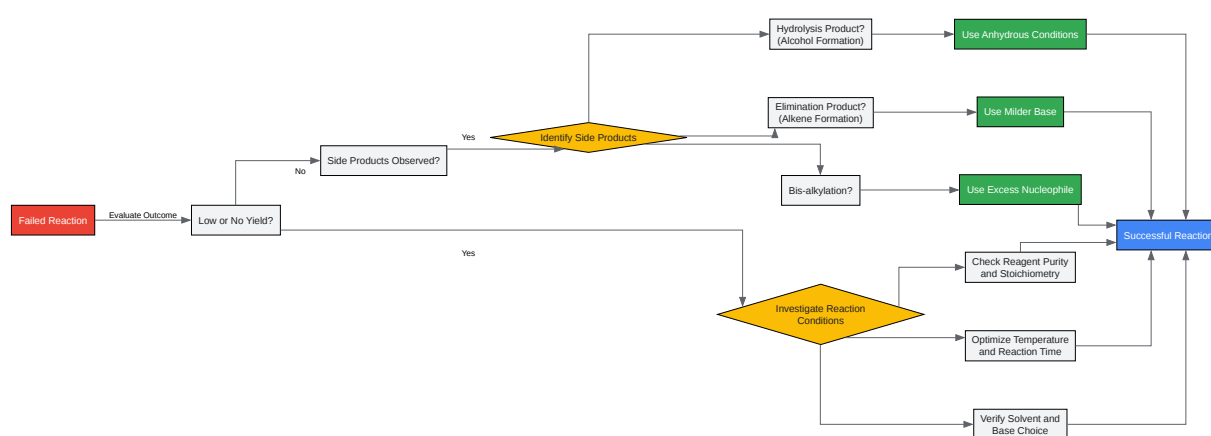 Hydrolysis Product?
(Alcohol Formation)
Use Anhydrous Conditions
Elimination Product?
(Alkene Formation)
Use Milder Base
Yes
Identify Side Products
Side Products Observed?
No
Bis-alkylation?
Use Excess Nucleophile
Failed Reaction
Evaluate Outcome
Low or No Yield?
Successful Reaction
Yes
Check Reagent Purity
and Stoichiometry
Investigate Reaction
Conditions
Optimize Temperature
and Reaction Time
Verify Solvent and
Base Choice